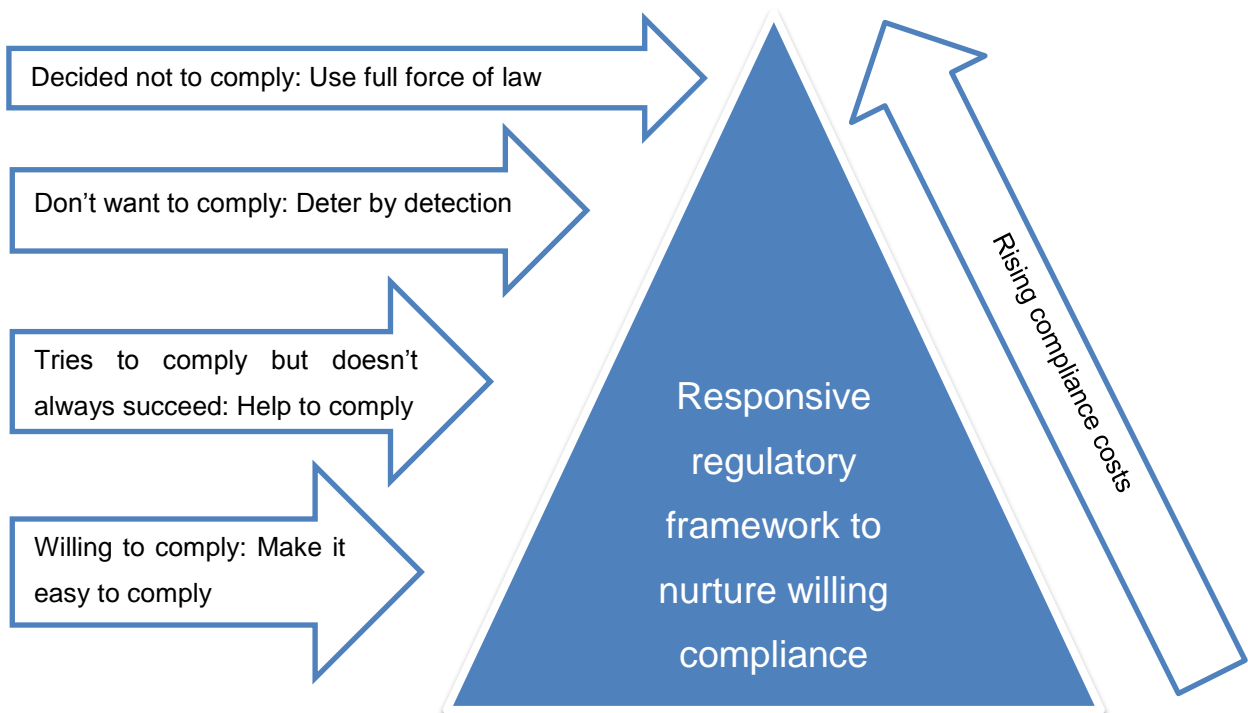 Decided not to comply: Use full force of law
Don’t want to comply: Deter by detection
Tries to comply but doesn’t
always succeed: Help to comply
Willing to comply: Make it
easy to comply
Responsive
regulatory
framework to
nurture willing
compliance
Rising compliance costs